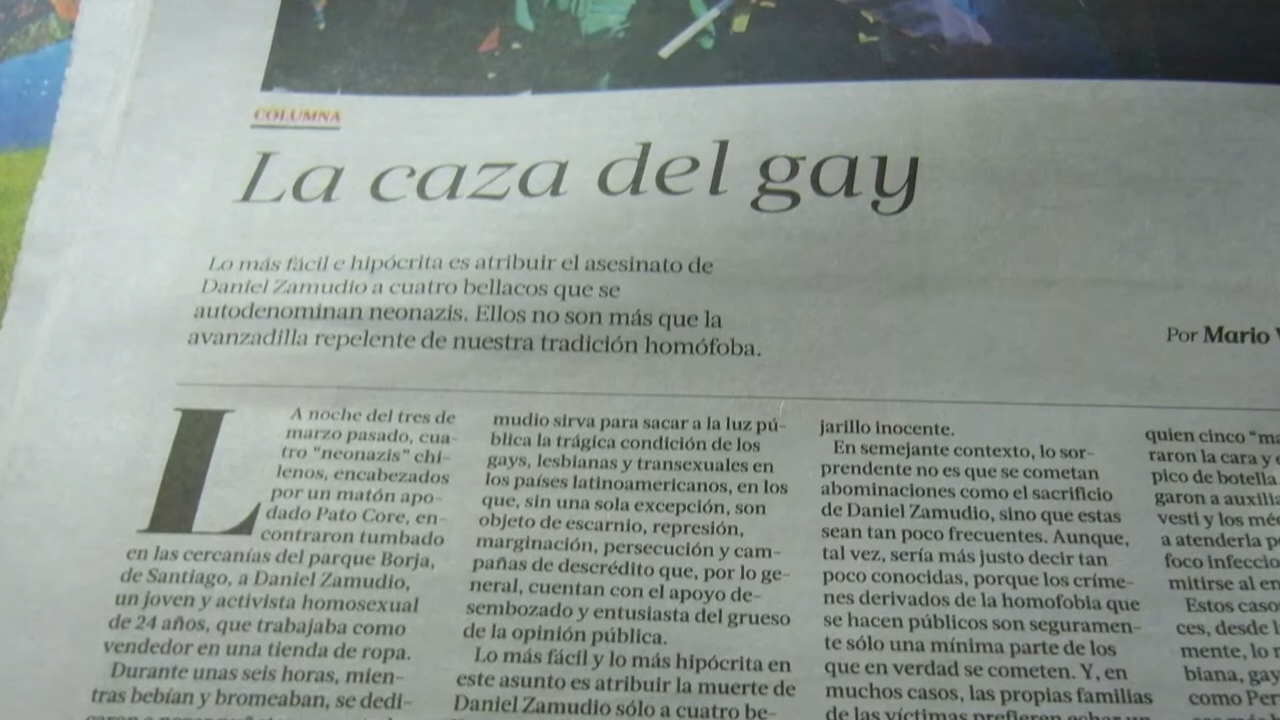 COLUMNA
La caza del gay
Lo más fácil e hipócrita es atribuir el asesinato de
Daniel Zamudio a cuatro bellacos que se
autodenominan neonazis. Ellos no son más que la
avanzadilla repelente de nuestra tradición homófoba.
Por Mario
LA noche del tres de
marzo pasado, cua-
tro "neonazis" chi-
lenos, encabezados
por un matón apo-
dado Pato Core, en-
contraron tumbado
en las cercanías del parque Borja,
de Santiago, a Daniel Zamudio,
un joven y activista homosexual
de 24 años, que trabajaba como
vendedor en una tienda de ropa.
Durante unas seis horas, mien-
tras bebían y bromeaban, se dedi-
mudio sirva para sacar a la luz pú-
blica la trágica condición de los
gays, lesbianas y transexuales en
los países latinoamericanos, en los
que, sin una sola excepción, son
objeto de escarnio, represión,
marginación, persecución y cam-
pañas de descrédito que, por lo ge-
neral, cuentan con el apoyo de-
sembozado y entusiasta del grueso
de la opinión pública.
Lo más fácil y lo más hipócrita en
este asunto es atribuir la muerte de
Daniel Zamudio sólo a cuatro be-
jarillo inocente.
En semejante contexto, lo sor-
prendente no es que se cometan
abominaciones como el sacrificio
de Daniel Zamudio, sino que estas
sean tan poco frecuentes. Aunque,
tal vez, sería más justo decir tan
poco conocidas, porque los críme-
nes derivados de la homofobia que
se hacen públicos son seguramen-
te sólo una mínima parte de los
que en verdad se cometen. Y, en
muchos casos, las propias familias
de las víctimas prefieren
quien cinco "ma
raron la cara y
pico de botella.
garon a auxilia
vesti y los mé
a atenderla p
foco infeccio
mitirse al en
Estos caso
ces, desde l
mente, lo
biana, gay
como Per